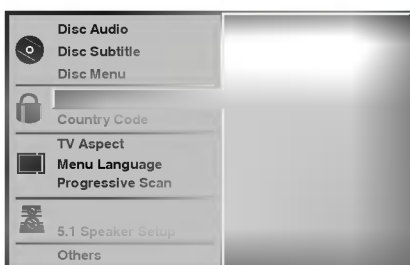 Disc Audio
Disc Subtitle
Disc Menu
Country Code
TV Aspect
Menu Language
Progressive Scan
5.1 Speaker Setup
Others